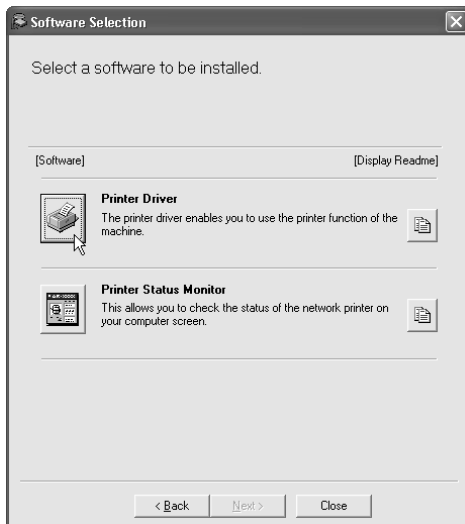 Software Selection
Select a software to be installed.
[Software] [Display Readme]
Printer Driver
The printer driver enables you to use the printer function of the
machine.
Printer Status Monitor
This allows you to check the status of the network printer on
your computer screen.
< Back Next > Close